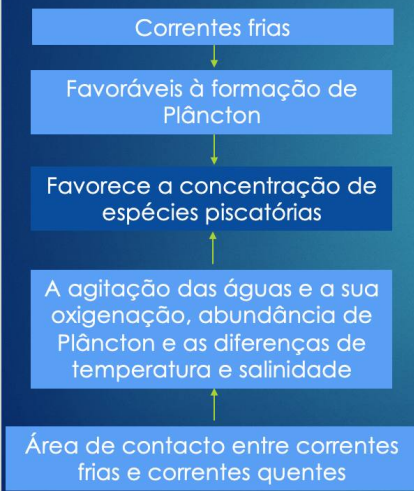 Correntes frias
Favoráveis à formação de
Plâncton
Favorece a concentração de
espécies piscatórias
A agitação das águas e a sua
oxigenação, abundância de
Plâncton e as diferenças de
temperatura e salinidade
Área de contacto entre correntes
frias e correntes quentes